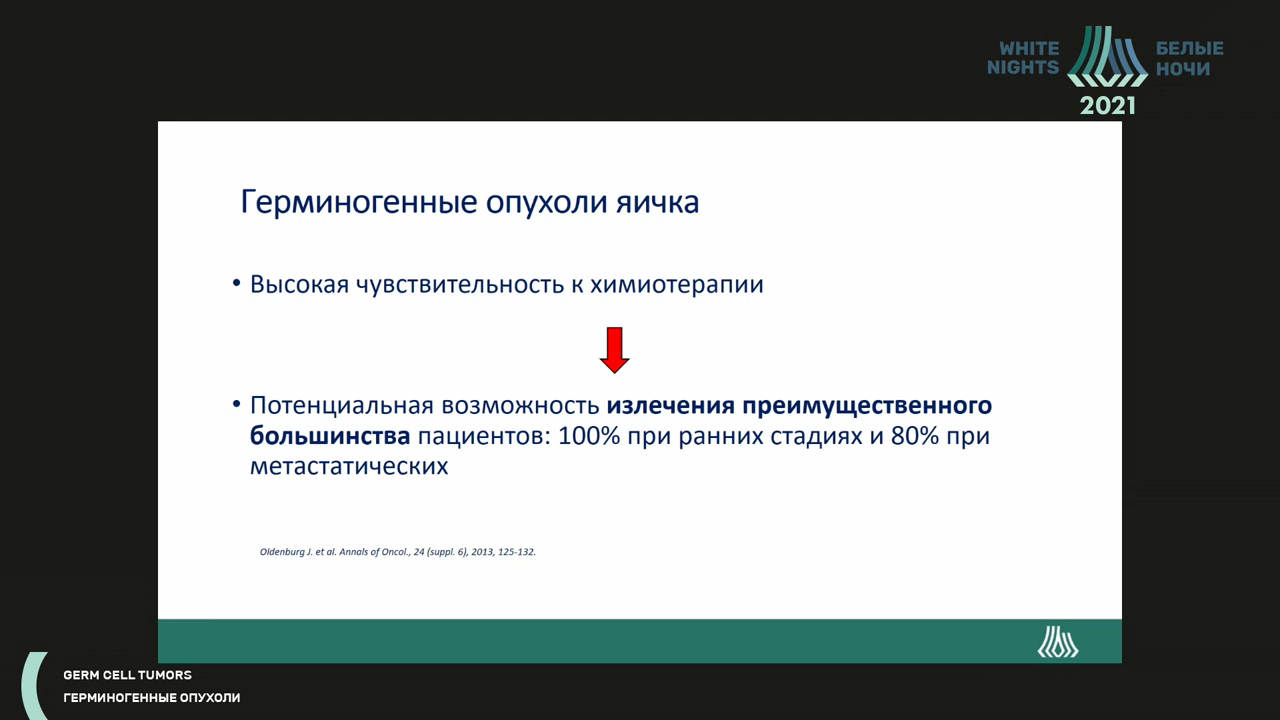 WHITE
NIGHTS
БЕЛЫЕ
НОЧИ
2021
Герминогенные опухоли яичка
• Высокая чувствительность к химиотерапии
• Потенциальная возможность излечения преимущественного
большинства пациентов: 100% при ранних стадиях и 80% при
метастатических
Oldenburg J. et al. Annals of Oncol., 24 (suppl. 6), 2013, 125-132.
GERM CELL TUMORS
ГЕРМИНОГЕННЫЕ ОПУХОЛИ